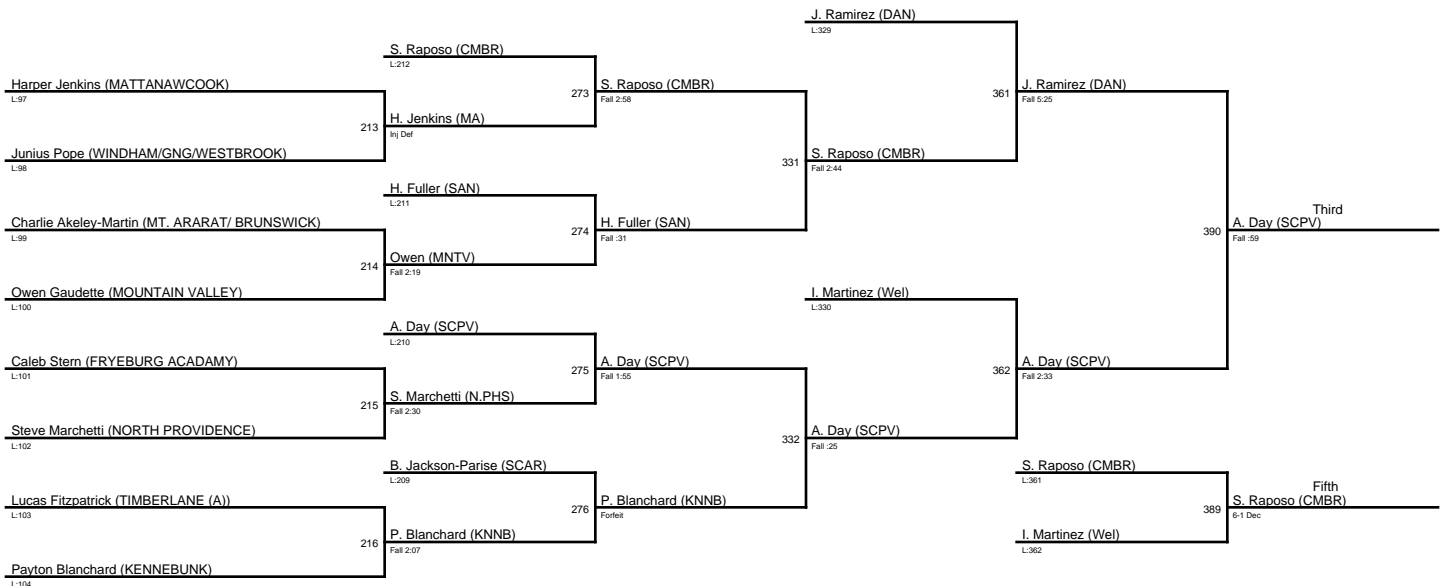 J. Ramirez (DAN)
L:329
S. Raposo (CMBR)
L:212
Harper Jenkins (MATTANAWCOOK)
L:97
273
S. Raposo (CMBR)
Fall 2:58
361
J. Ramirez (DAN)
Fall 5:25
213
H. Jenkins (MA)
Inj Def
Junius Pope (WINDHAM/GNG/WESTBROOK)
L:98
331
S. Raposo (CMBR)
Fall 2:44
H. Fuller (SAN)
L:211
Charlie Akeley-Martin (MT. ARARAT/ BRUNSWICK)
L:99
274
H. Fuller (SAN)
Fall :31
390
Third
A. Day (SCPV)
Fall :59
214
Owen (MNTV)
Fall 2:19
Owen Gaudette (MOUNTAIN VALLEY)
L:100
I. Martinez (Wel)
L:330
A. Day (SCPV)
L:210
Caleb Stern (FRYEBURG ACADAMY)
L:101
275
A. Day (SCPV)
Fall 1:55
362
A. Day (SCPV)
Fall 2:33
215
S. Marchetti (N.PHS)
Fall 2:30
Steve Marchetti (NORTH PROVIDENCE)
L:102
332
A. Day (SCPV)
Fall :25
B. Jackson-Parise (SCAR)
L:209
S. Raposo (CMBR)
L:361
Lucas Fitzpatrick (TIMBERLANE (A))
L:103
276
P. Blanchard (KNNB)
Forfeit
389
Fifth
S. Raposo (CMBR)
6-1 Dec
216
P. Blanchard (KNNB)
Fall 2:07
I. Martinez (Wel)
L:362
Payton Blanchard (KENNEBUNK)
L:104